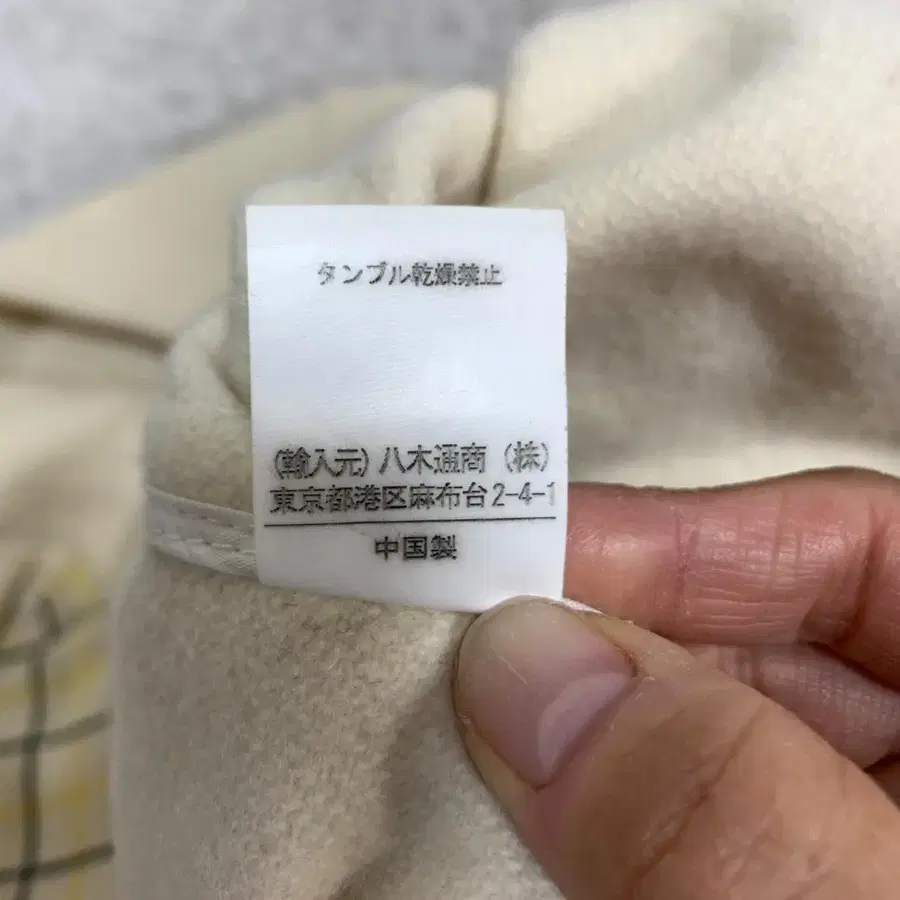 タンブル乾燥禁止
(輸入元) 八木通商 (株)
東京都港区麻布台2-4-1
中国製